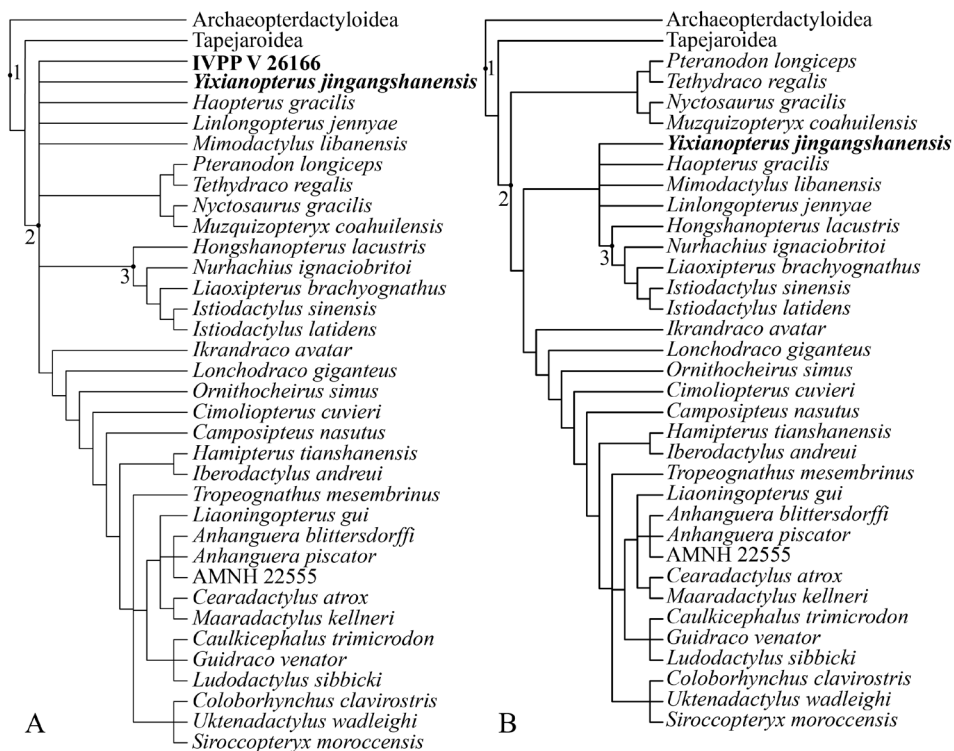 Archaeopterdactyloidea
Tapejaroidea
IVPP V 26166
Yixianopterus jingangshanensis
Haopterus gracilis
Linlongopterus jennyae
Mimodactylus libanensis
Pteranodon longiceps
Tethydraco regalis
Nyctosaurus gracilis
Muzquizopteryx coahuilensis
Hongshanopterus lacustris
Nurhachius ignaciobritoi
Liaoxipterus brachyognathus
Istiodactylus sinensis
Istiodactylus latidens
Ikrandraco avatar
Lonchodraco giganteus
Ornithocheirus simus
Cimoliopterus cuvieri
Camposipteus nasutus
Hamipterus tianshanensis
Iberodactylus andreui
Tropeognathus mesembrinus
Liaoningopterus gui
Anhanguera blittersdorffi
Anhanguera piscator
AMNH 22555
Cearadactylus atrox
Maaradactylus kellneri
Caulkicephalus trimicrodon
Guidraco venator
Ludodactylus sibbicki
Coloborhynchus clavirostris
Uktenadactylus wadleighi
Siroccopteryx moroccensis
1
2
3
A
Archaeopterdactyloidea
Tapejaroidea
Pteranodon longiceps
Tethydraco regalis
Nyctosaurus gracilis
Muzquizopteryx coahuilensis
Yixianopterus jingangshanensis
Haopterus gracilis
Mimodactylus libanensis
Linlongopterus jennyae
Hongshanopterus lacustris
Nurhachius ignaciobritoi
Liaoxipterus brachyognathus
Istiodactylus sinensis
Istiodactylus latidens
Ikrandraco avatar
Lonchodraco giganteus
Ornithocheirus simus
Cimoliopterus cuvieri
Camposipteus nasutus
Hamipterus tianshanensis
Iberodactylus andreui
Tropeognathus mesembrinus
Liaoningopterus gui
Anhanguera blittersdorffi
Anhanguera piscator
AMNH 22555
Cearadactylus atrox
Maaradactylus kellneri
Caulkicephalus trimicrodon
Guidraco venator
Ludodactylus sibbicki
Coloborhynchus clavirostris
Uktenadactylus wadleighi
Siroccopteryx moroccensis
1
2
3
B